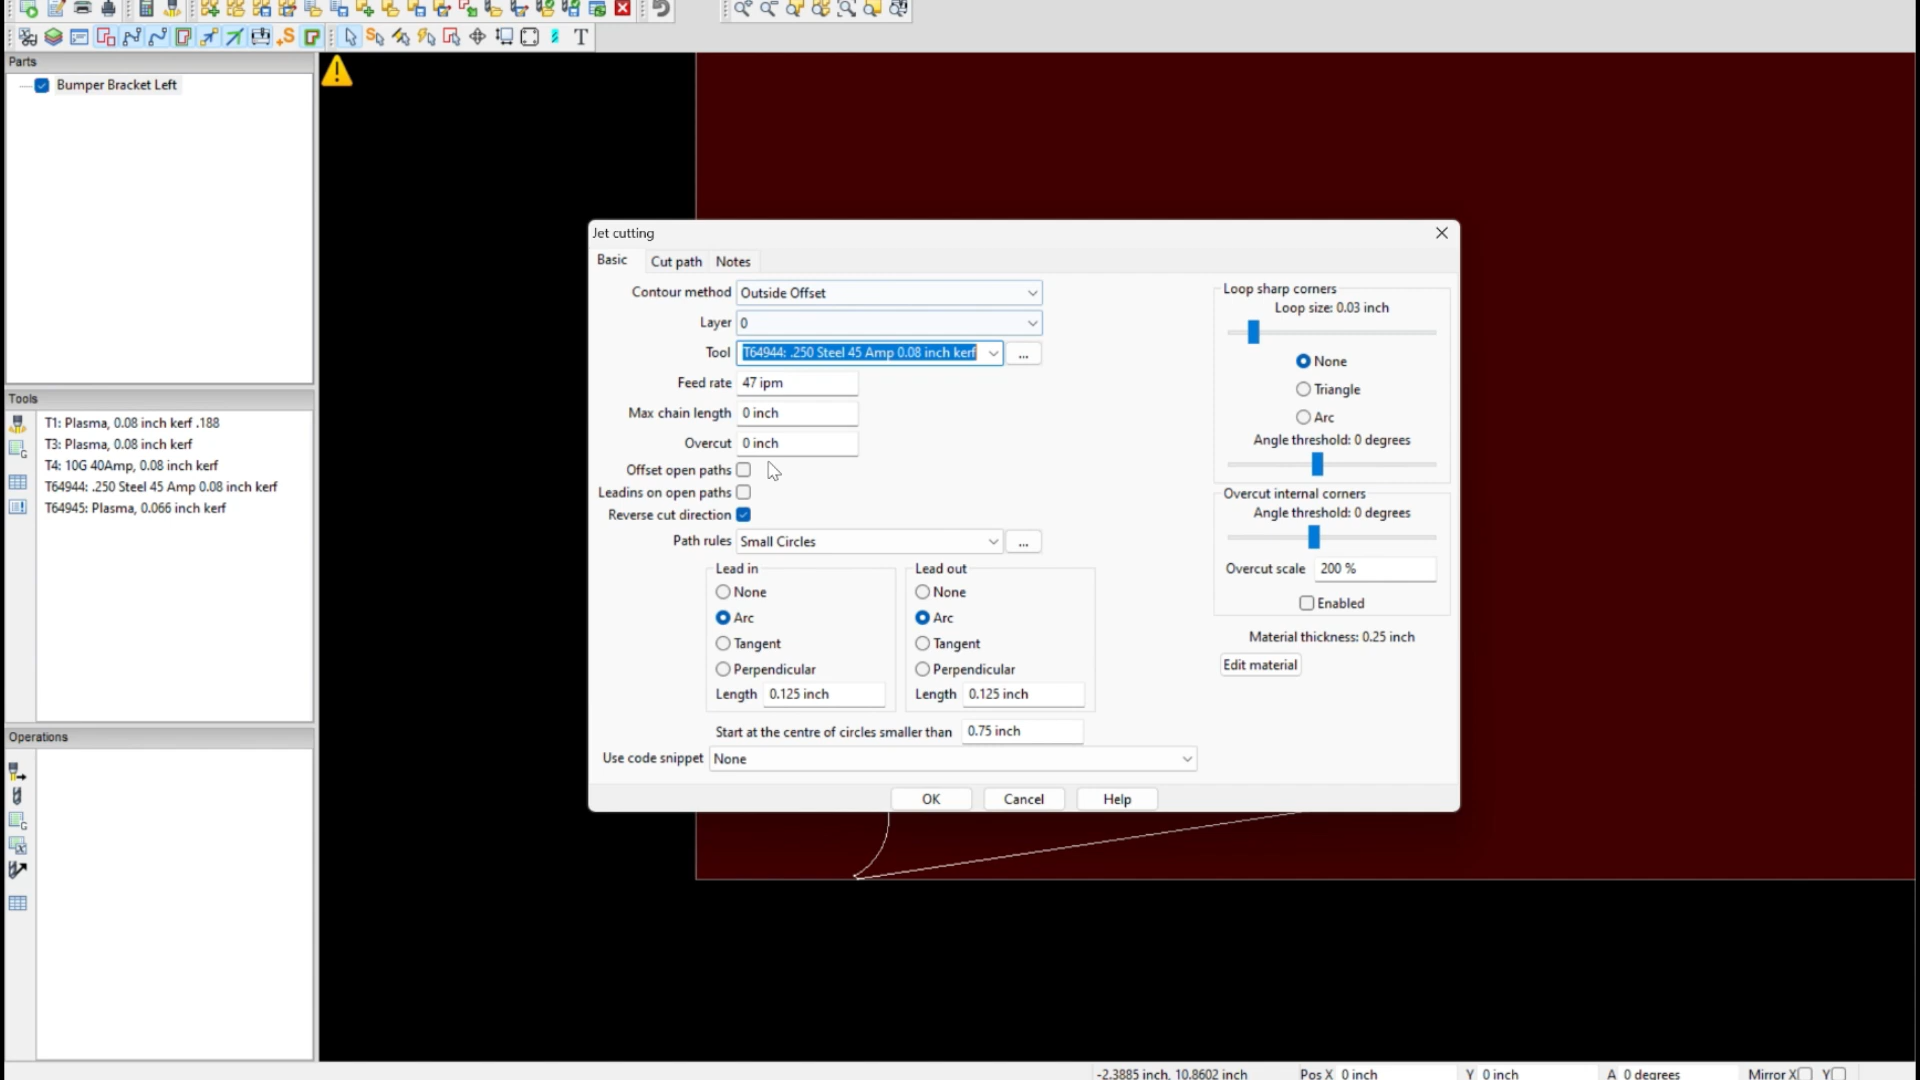 T
Parts
Bumper Bracket Left
Tools
T1: Plasma, 0.08 inch kerf .188
T3: Plasma, 0.08 inch kerf
T4: 10G 40Amp, 0.08 inch kerf
T64944: .250 Steel 45 Amp 0.08 inch kerf
T64945: Plasma, 0.066 inch kerf
Operations
Jet cutting
Basic Cut path Notes
Contour method Outside Offset
Layer 0
Tool T64944: .250 Steel 45 Amp 0.08 inch kerf ...
Feed rate 47 ipm
Max chain length 0 inch
Overcut 0 inch
Offset open paths
Leadins on open paths
Reverse cut direction
Path rules Small Circles ...
Lead in
None
Arc
Tangent
Perpendicular
Length 0.125 inch
Lead out
None
Arc
Tangent
Perpendicular
Length 0.125 inch
Start at the centre of circles smaller than 0.75 inch
Use code snippet None
Loop sharp corners
Loop size: 0.03 inch
None
Triangle
Arc
Angle threshold: 0 degrees
Overcut internal corners
Angle threshold: 0 degrees
Overcut scale 200 %
Enabled
Material thickness: 0.25 inch
Edit material
OK Cancel Help
-2.3885 inch, 10.8602 inch Pos X 0 inch Y 0 inch A 0 degrees Mirror X Y